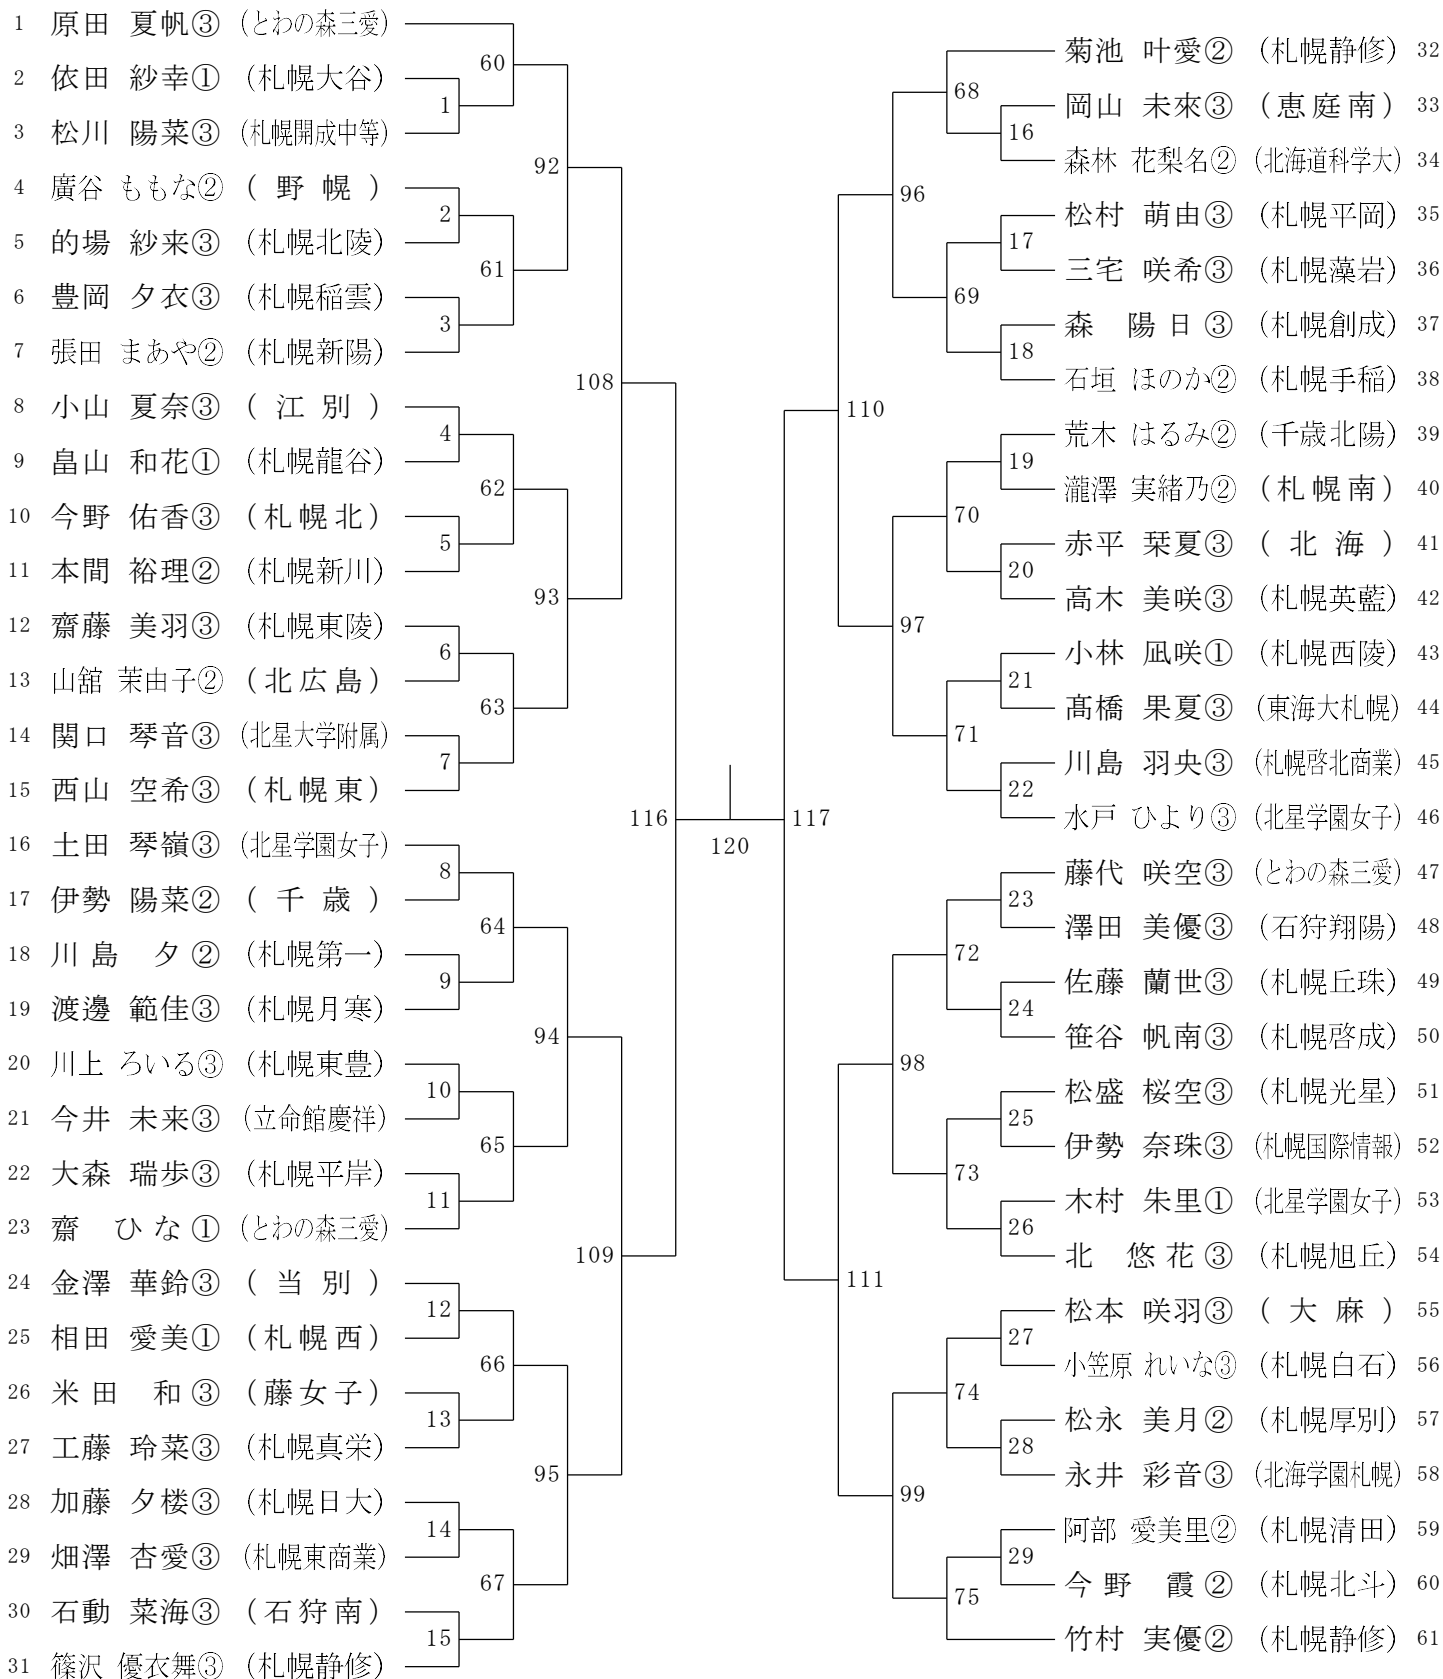 1 原田 夏帆③ (とわの森三愛)
2 依田 紗幸① (札幌大谷)
3 松川 陽菜③ (札幌開成中等)
4 廣谷 ももな② (野幌)
5 的場 紗来③ (札幌北陵)
6 豊岡 夕衣③ (札幌稲雲)
7 張田 まあや② (札幌新陽)
8 小山 夏奈③ (江別)
9 畠山 和花① (札幌龍谷)
10 今野 佑香③ (札幌北)
11 本間 裕理② (札幌新川)
12 齋藤 美羽③ (札幌東陵)
13 山舘 茉由子② (北広島)
14 関口 琴音③ (北星大学附属)
15 西山 空希③ (札幌東)
16 土田 琴嶺③ (北星学園女子)
17 伊勢 陽菜② (千歳)
18 川島 夕② (札幌第一)
19 渡邊 範佳③ (札幌月寒)
20 川上 ろいる③ (札幌東豊)
21 今井 未来③ (立命館慶祥)
22 大森 瑞歩③ (札幌平岸)
23 齋 ひな① (とわの森三愛)
24 金澤 華鈴③ (当別)
25 相田 愛美① (札幌西)
26 米田 和③ (藤女子)
27 工藤 玲菜③ (札幌真栄)
28 加藤 夕楼③ (札幌日大)
29 畑澤 杏愛③ (札幌東商業)
30 石動 菜海③ (石狩南)
31 篠沢 優衣舞③ (札幌静修)
1
2
3
4
5
6
7
8
9
10
11
12
13
14
15
60
61
62
63
64
65
66
67
92
93
94
95
108
109
116
120
117
110
111
96
97
98
99
68
69
70
71
72
73
74
75
16
17
18
19
20
21
22
23
24
25
26
27
28
29
菊池 叶愛② (札幌静修) 32
岡山 未來③ (恵庭南) 33
森林 花梨名② (北海道科学大) 34
松村 萌由③ (札幌平岡) 35
三宅 咲希③ (札幌藻岩) 36
森 陽日③ (札幌創成) 37
石垣 ほのか② (札幌手稲) 38
荒木 はるみ② (千歳北陽) 39
瀧澤 実緒乃② (札幌南) 40
赤平 栞夏③ (北海) 41
高木 美咲③ (札幌英藍) 42
小林 凪咲① (札幌西陵) 43
髙橋 果夏③ (東海大札幌) 44
川島 羽央③ (札幌啓北商業) 45
水戸 ひより③ (北星学園女子) 46
藤代 咲空③ (とわの森三愛) 47
澤田 美優③ (石狩翔陽) 48
佐藤 蘭世③ (札幌丘珠) 49
笹谷 帆南③ (札幌啓成) 50
松盛 桜空③ (札幌光星) 51
伊勢 奈珠③ (札幌国際情報) 52
木村 朱里① (北星学園女子) 53
北 悠花③ (札幌旭丘) 54
松本 咲羽③ (大麻) 55
小笠原 れいな③ (札幌白石) 56
松永 美月② (札幌厚別) 57
永井 彩音③ (北海学園札幌) 58
阿部 愛美里② (札幌清田) 59
今野 霞② (札幌北斗) 60
竹村 実優② (札幌静修) 61